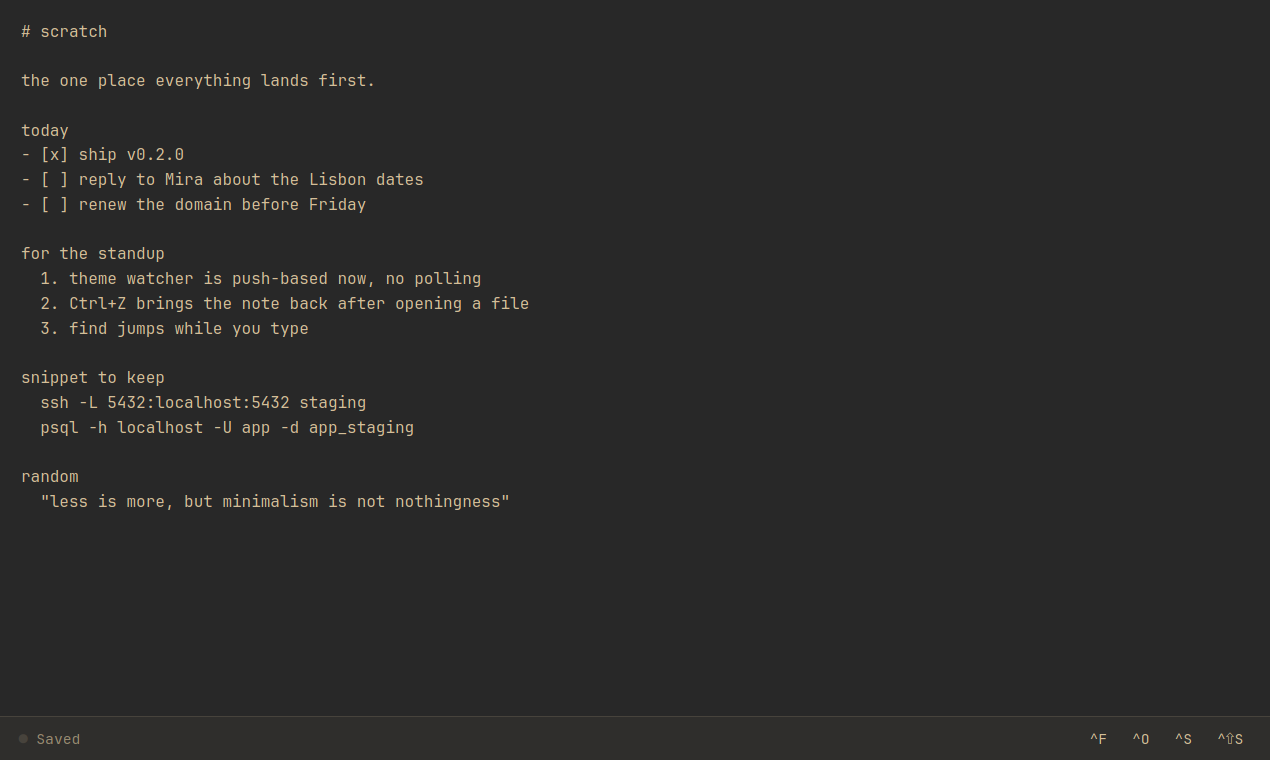 # scratch
the one place everything lands first.
today
- [x] ship v0.2.0
- [ ] reply to Mira about the Lisbon dates
- [ ] renew the domain before Friday
for the standup
1. theme watcher is push-based now, no polling
2. Ctrl+Z brings the note back after opening a file
3. find jumps while you type
snippet to keep
ssh -L 5432:localhost:5432 staging
psql -h localhost -U app -d app_staging
random
"less is more, but minimalism is not nothingness"
Saved ^F ^O ^S ^⇧S